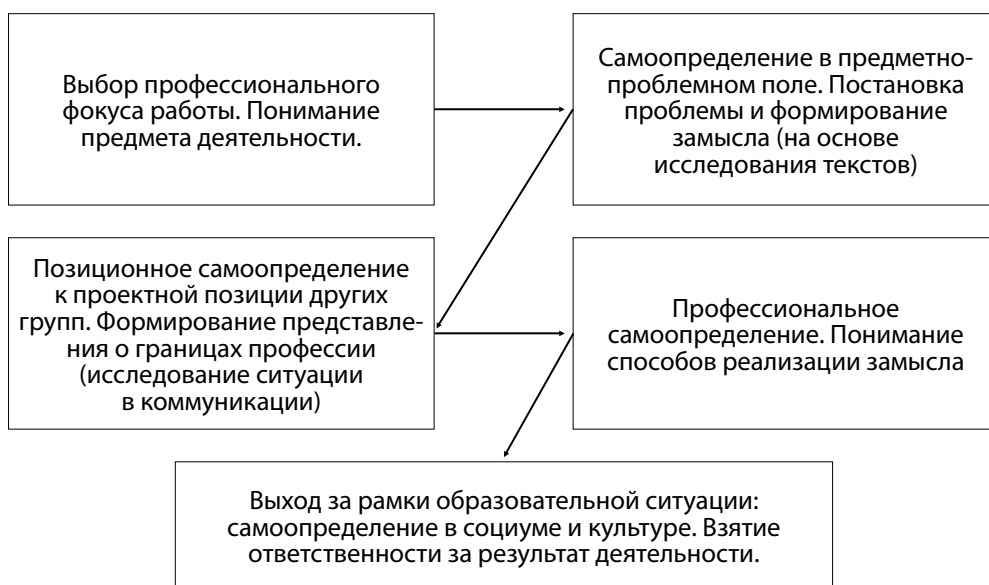 Выбор профессионального
фокуса работы. Понимание
предмета деятельности.
Самоопределение в предметно-
проблемном поле. Постановка
проблемы и формирование
замысла (на основе
исследования текстов)
Позиционное самоопределение
к проектной позиции других
групп. Формирование представле-
ния о границах профессии
(исследование ситуации
в коммуникации)
Профессиональное
самоопределение. Понимание
способов реализации замысла
Выход за рамки образовательной ситуации:
самоопределение в социуме и культуре. Взятие
ответственности за результат деятельности.